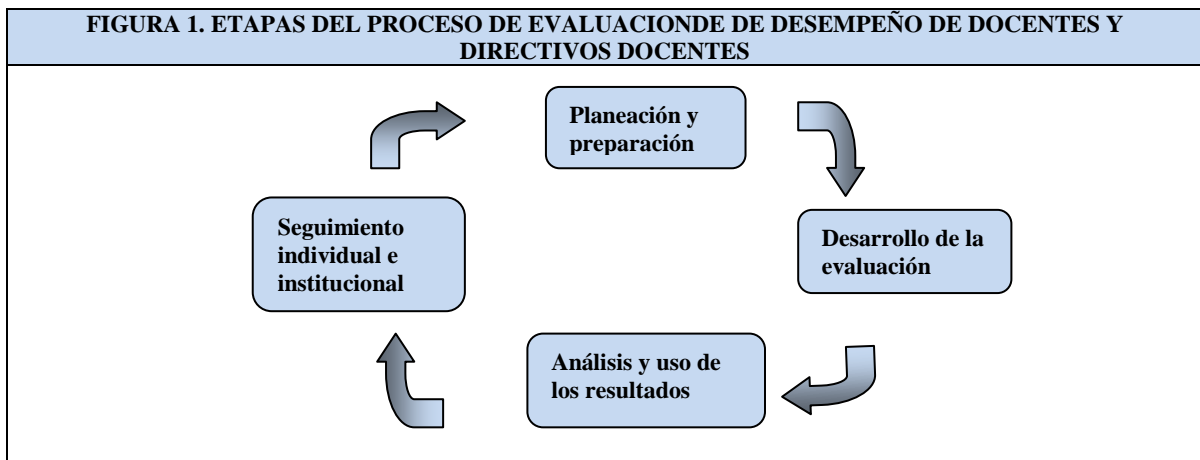 FIGURA 1. ETAPAS DEL PROCESO DE EVALUACIONDE DE DESEMPEÑO DE DOCENTES Y
DIRECTIVOS DOCENTES
Planeación y
preparación
Desarrollo de la
evaluación
Análisis y uso de
los resultados
Seguimiento
individual e
institucional